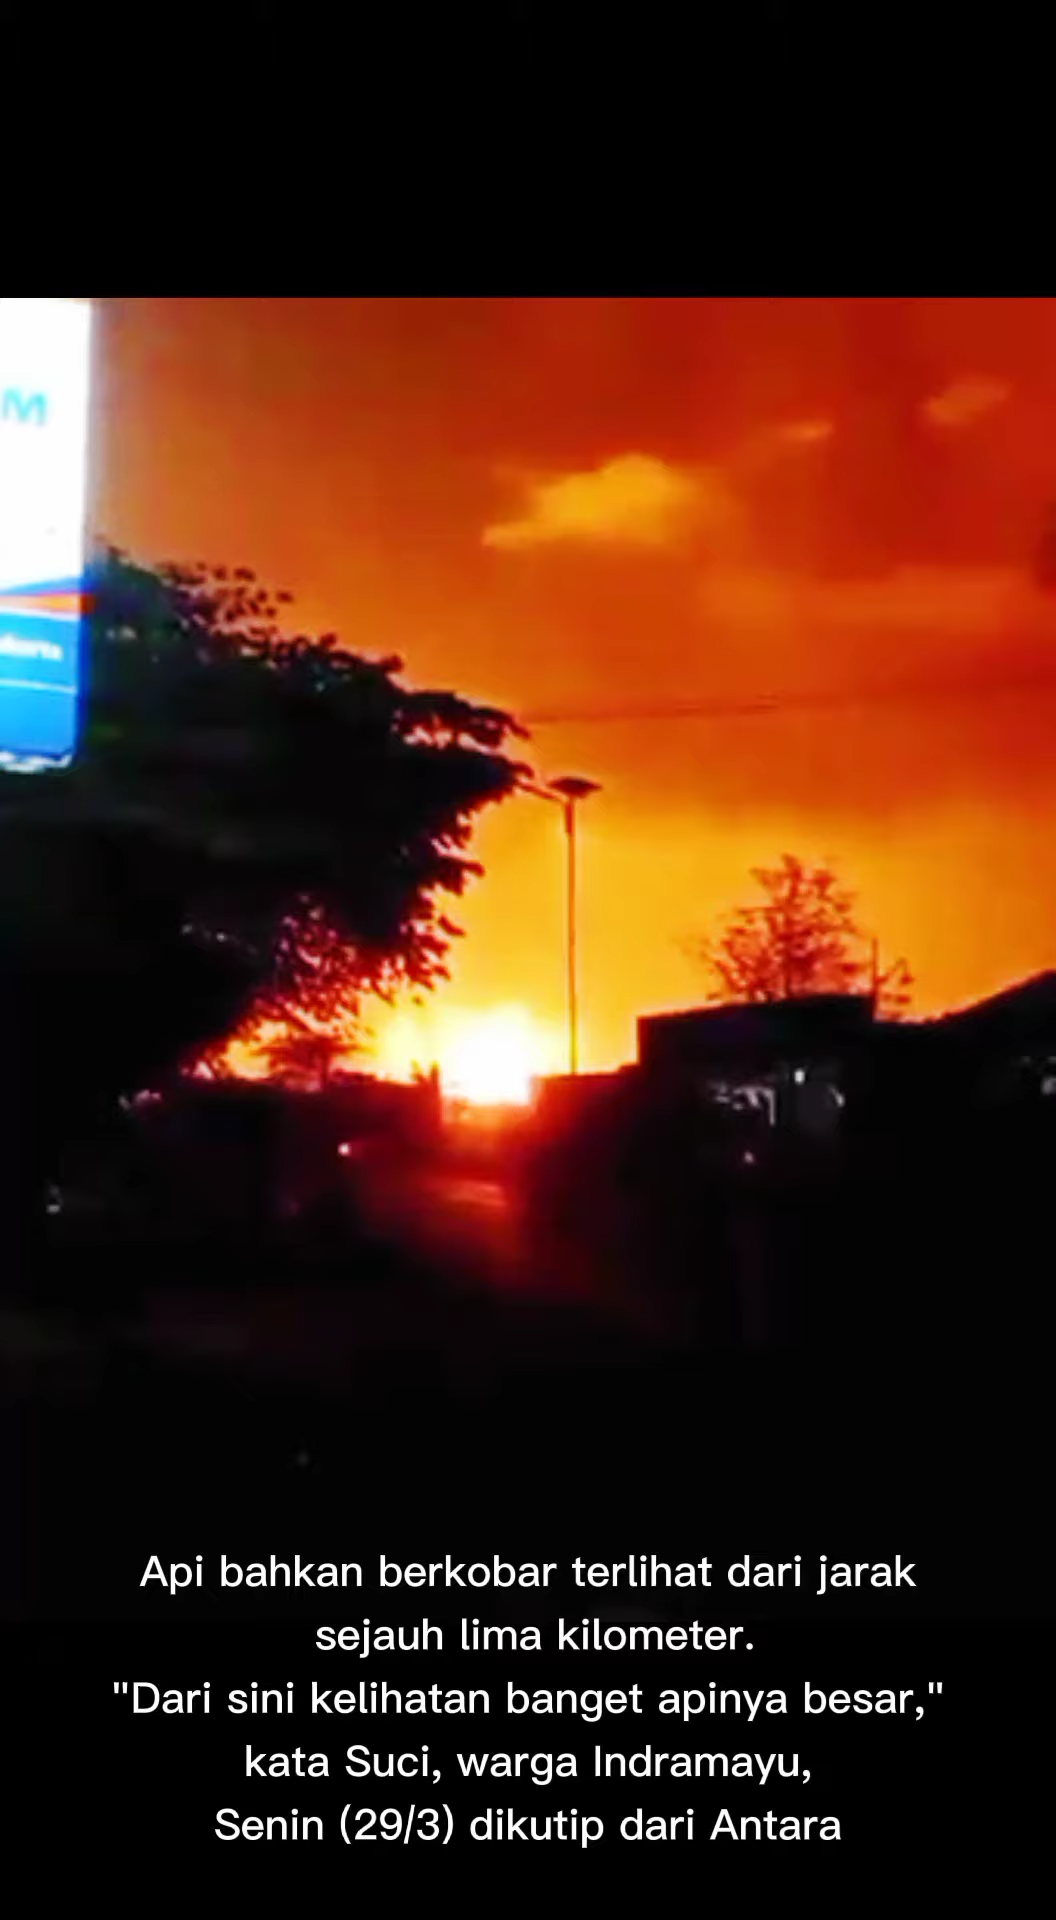 M
Api bahkan berkobar terlihat dari jarak
sejauh lima kilometer.
"Dari sini kelihatan banget apinya besar,"
kata Suci, warga Indramayu,
Senin (29/3) dikutip dari Antara